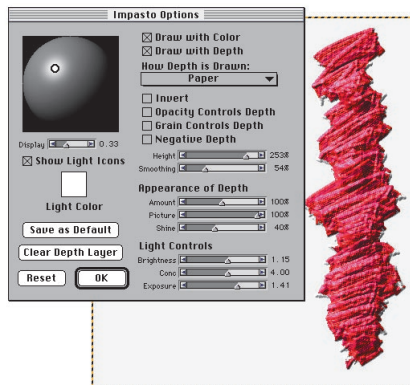 Impasto Options
Draw with Color
Draw with Depth
How Depth is Drawn:
Paper
Invert
Opacity Controls Depth
Grain Controls Depth
Negative Depth
Display 0.33
Height 253%
Show Light Icons
Smoothing 54%
Light Color
Appearance of Depth
Amount 100%
Picture 100%
Shine 40%
Save as Default
Clear Depth Layer
Reset OK
Light Controls
Brightness 1.15
Conc 4.00
Exposure 1.41